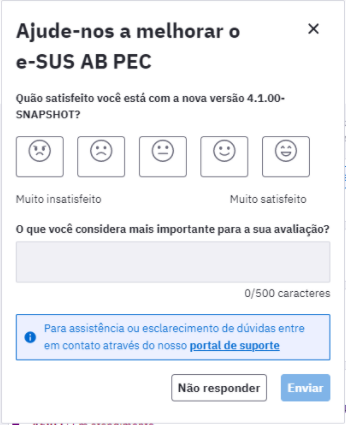 Ajude-nos a melhorar o
e-SUS AB PEC
Quão satisfeito você está com a nova versão 4.1.00-
SNAPSHOT?
Muito insatisfeito
Muito satisfeito
O que você considera mais importante para a sua avaliação?
0/500 caracteres
Para assistência ou esclarecimento de dúvidas entre
em contato através do nosso portal de suporte
Não responder
Enviar